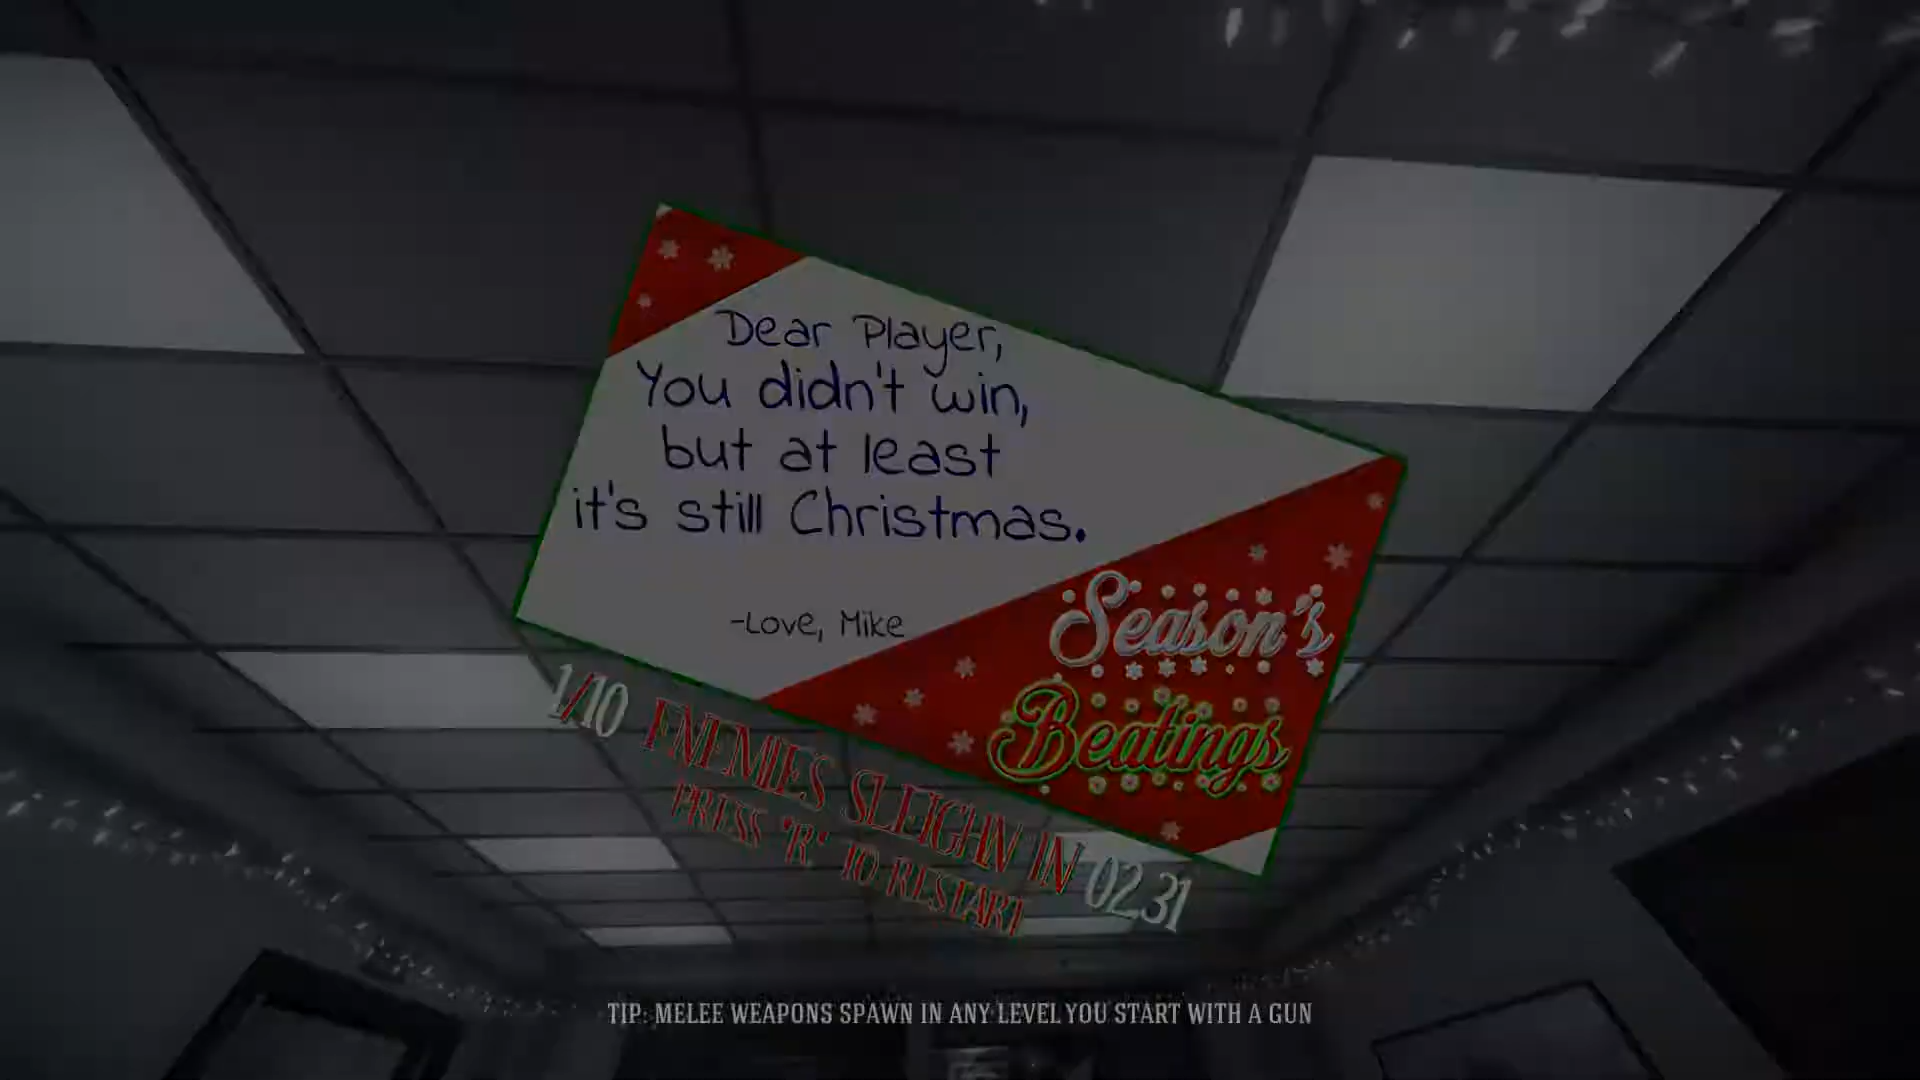 Dear Player,
You didn't win,
but at least
it's still Christmas.
-Love, Mike
Season's
Beatings
1/10 ENEMIES SLEIGHN IN 02.31
PRESS "R" TO RESTART
TIP: MELEE WEAPONS SPAWN IN ANY LEVEL YOU START WITH A GUN